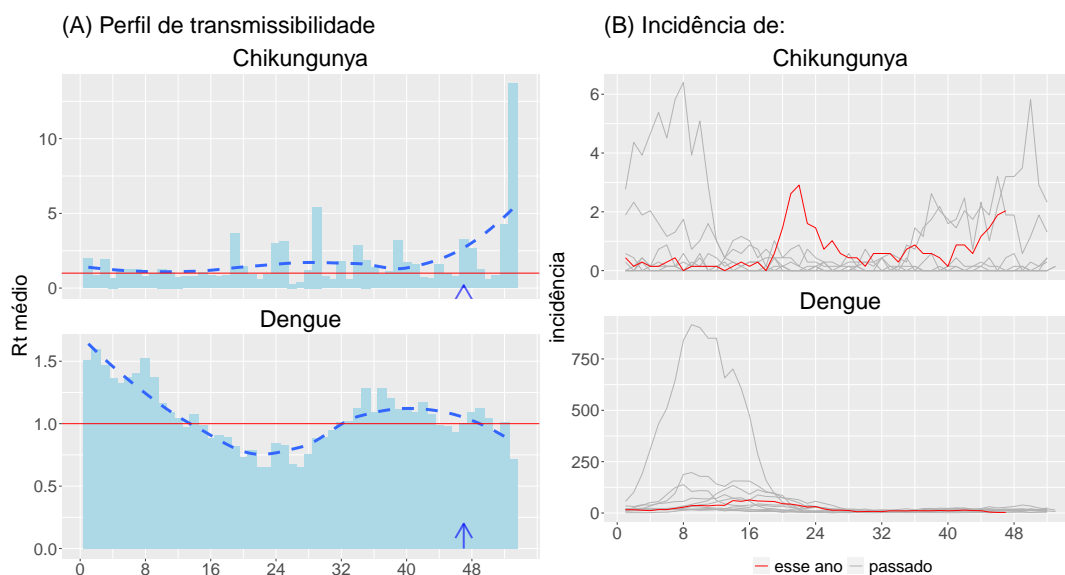 (A) Perfil de transmissibilidade
Chikungunya
10
5
1
0
Dengue
1.5
1.0
0.5
0.0
0 8 16 24 32 40 48
Rt médio
(B) Incidência de:
Chikungunya
6
4
2
0
Dengue
750
500
250
0
0 8 16 24 32 40 48
incidência
esse ano passado